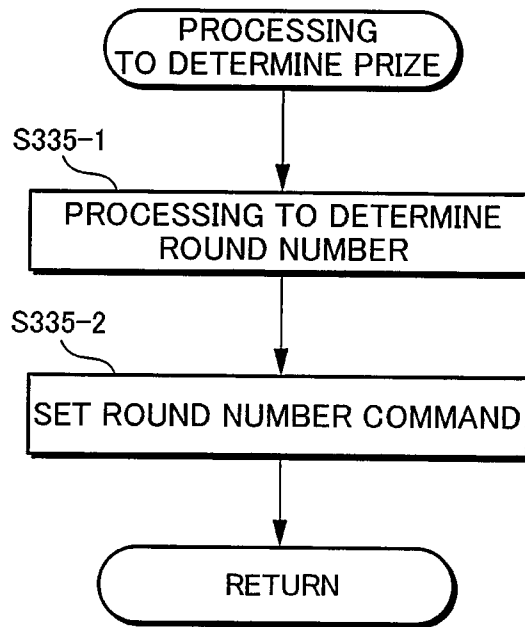 PROCESSING
TO DETERMINE PRIZE
S335-1
PROCESSING TO DETERMINE
ROUND NUMBER
S335-2
SET ROUND NUMBER COMMAND
RETURN